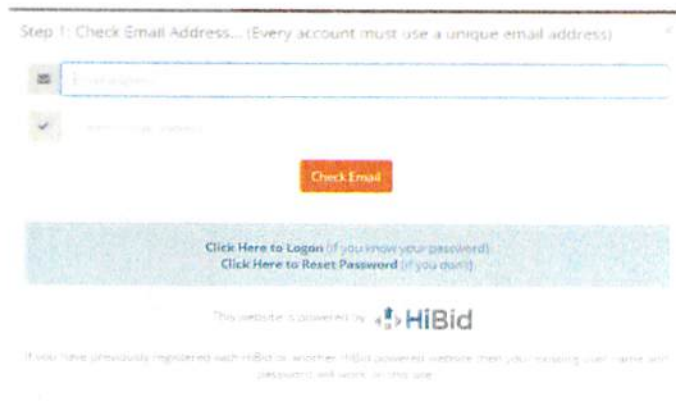 Step 1: Check Email Address... (Every account must use a unique email address)
Email address
Check Email
Click Here to Logon (if you know your password)
Click Here to Reset Password (if you don't)
This website is powered by HiBid
If you have previously registered with HiBid or another HiBid powered website then your existing user name and
password will work on this site